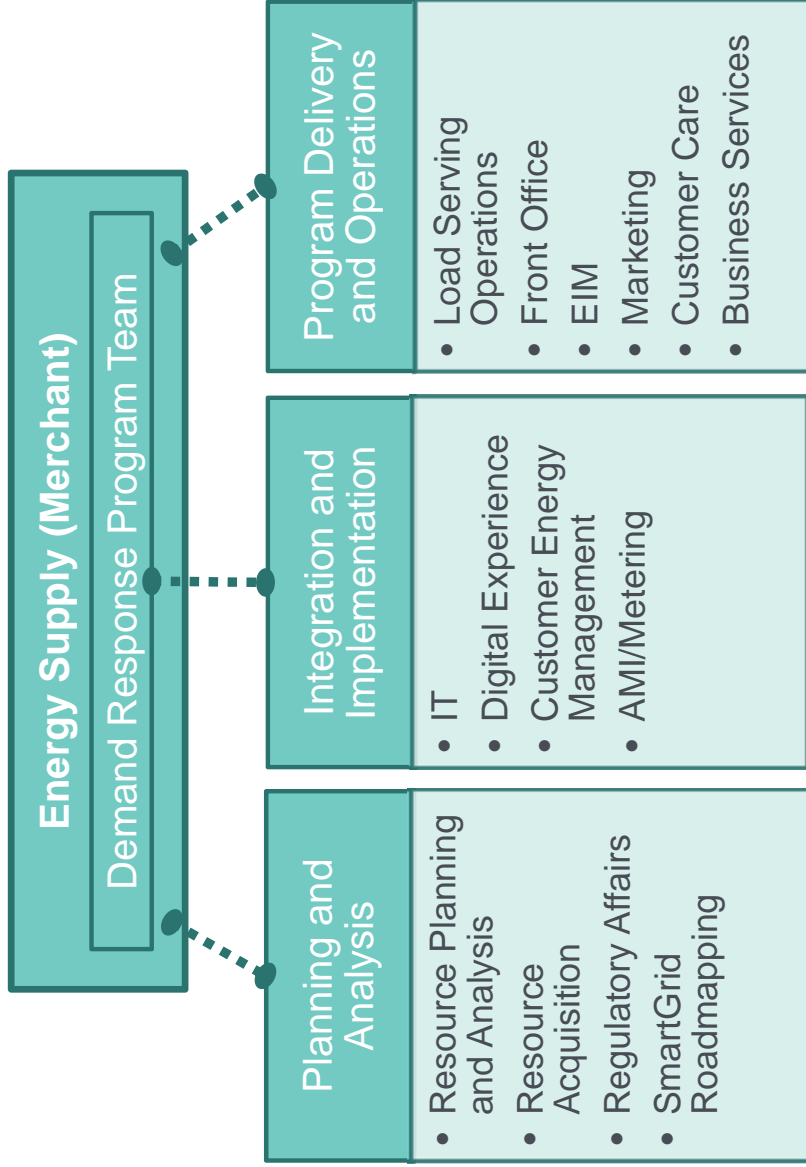 Energy Supply (Merchant)
Demand Response Program Team
Planning and
Analysis
• Resource Planning
and Analysis
• Resource
Acquisition
• Regulatory Affairs
• SmartGrid
Roadmapping
Integration and
Implementation
• IT
• Digital Experience
• Customer Energy
Management
• AMI/Metering
Program Delivery
and Operations
• Load Serving
Operations
• Front Office
• EIM
• Marketing
• Customer Care
• Business Services